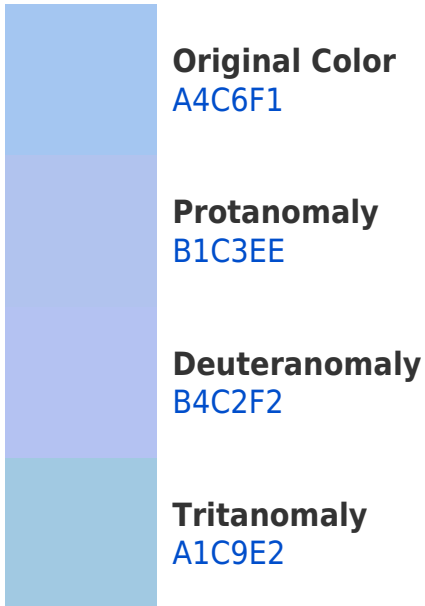 Original Color
A4C6F1
Protanomaly
B1C3EE
Deuteranomaly
B4C2F2
Tritanomaly
A1C9E2